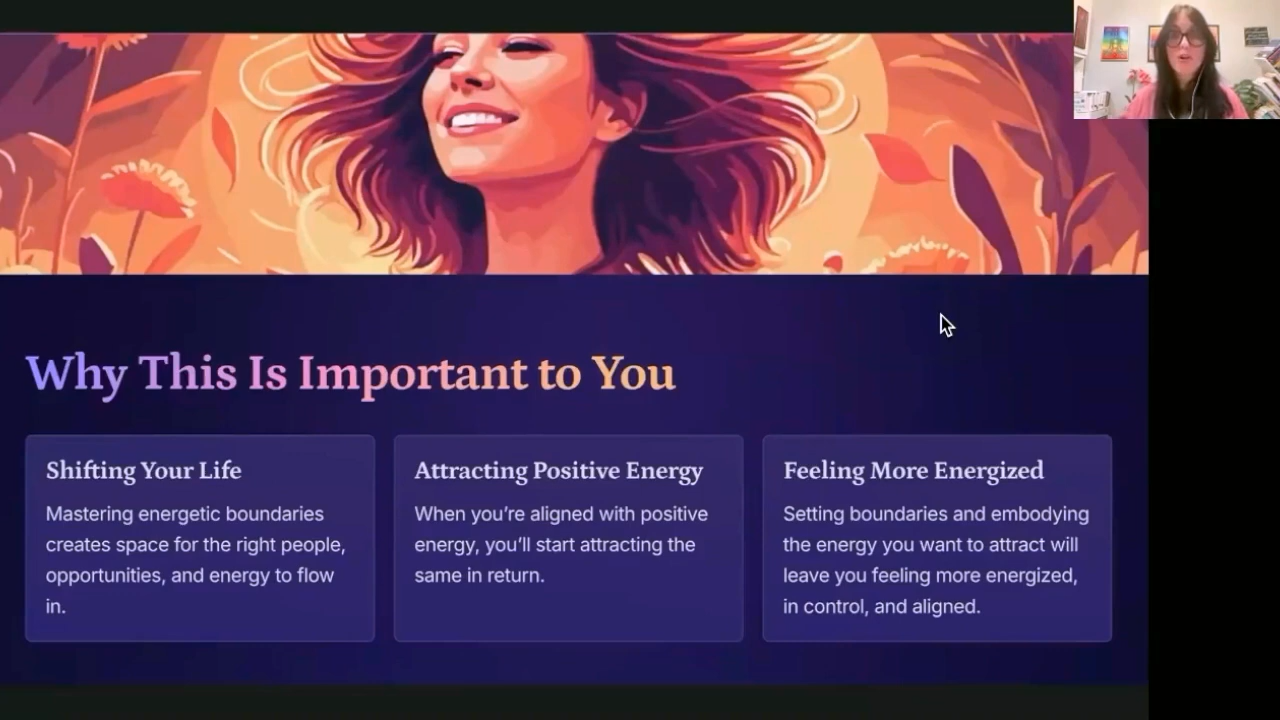 Why This Is Important to You
Shifting Your Life
Mastering energetic boundaries
creates space for the right people,
opportunities, and energy to flow
in.
Attracting Positive Energy
When you’re aligned with positive
energy, you’ll start attracting the
same in return.
Feeling More Energized
Setting boundaries and embodying
the energy you want to attract will
leave you feeling more energized,
in control, and aligned.